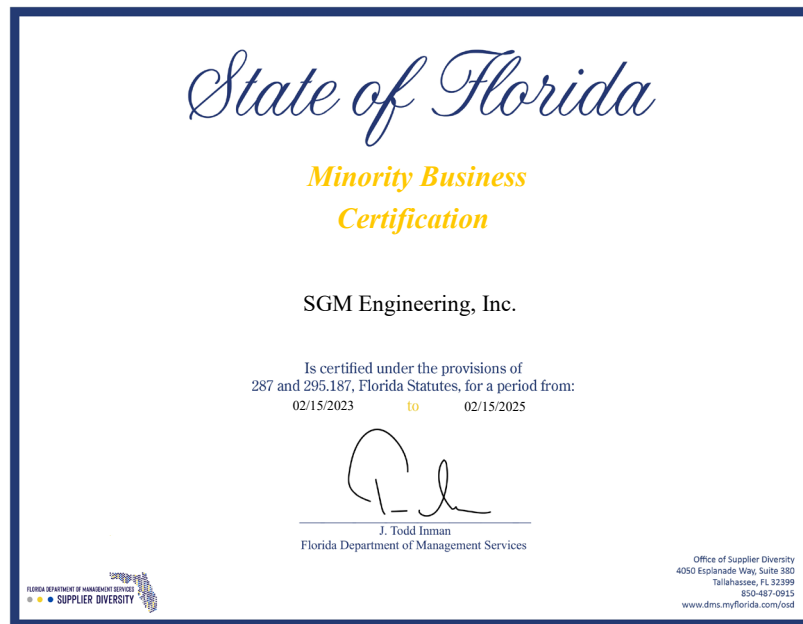 State of Florida
Minority Business
Certification
SGM Engineering, Inc.
Is certified under the provisions of
287 and 295.187, Florida Statutes, for a period from:
02/15/2023 to 02/15/2025
J. Todd Inman
Florida Department of Management Services
FLORIDA DEPARTMENT OF MANAGEMENT SERVICES
SUPPLIER DIVERSITY
Office of Supplier Diversity
4050 Esplanade Way, Suite 380
Tallahassee, FL 32399
850-487-0915
www.dms.myflorida.com/osd